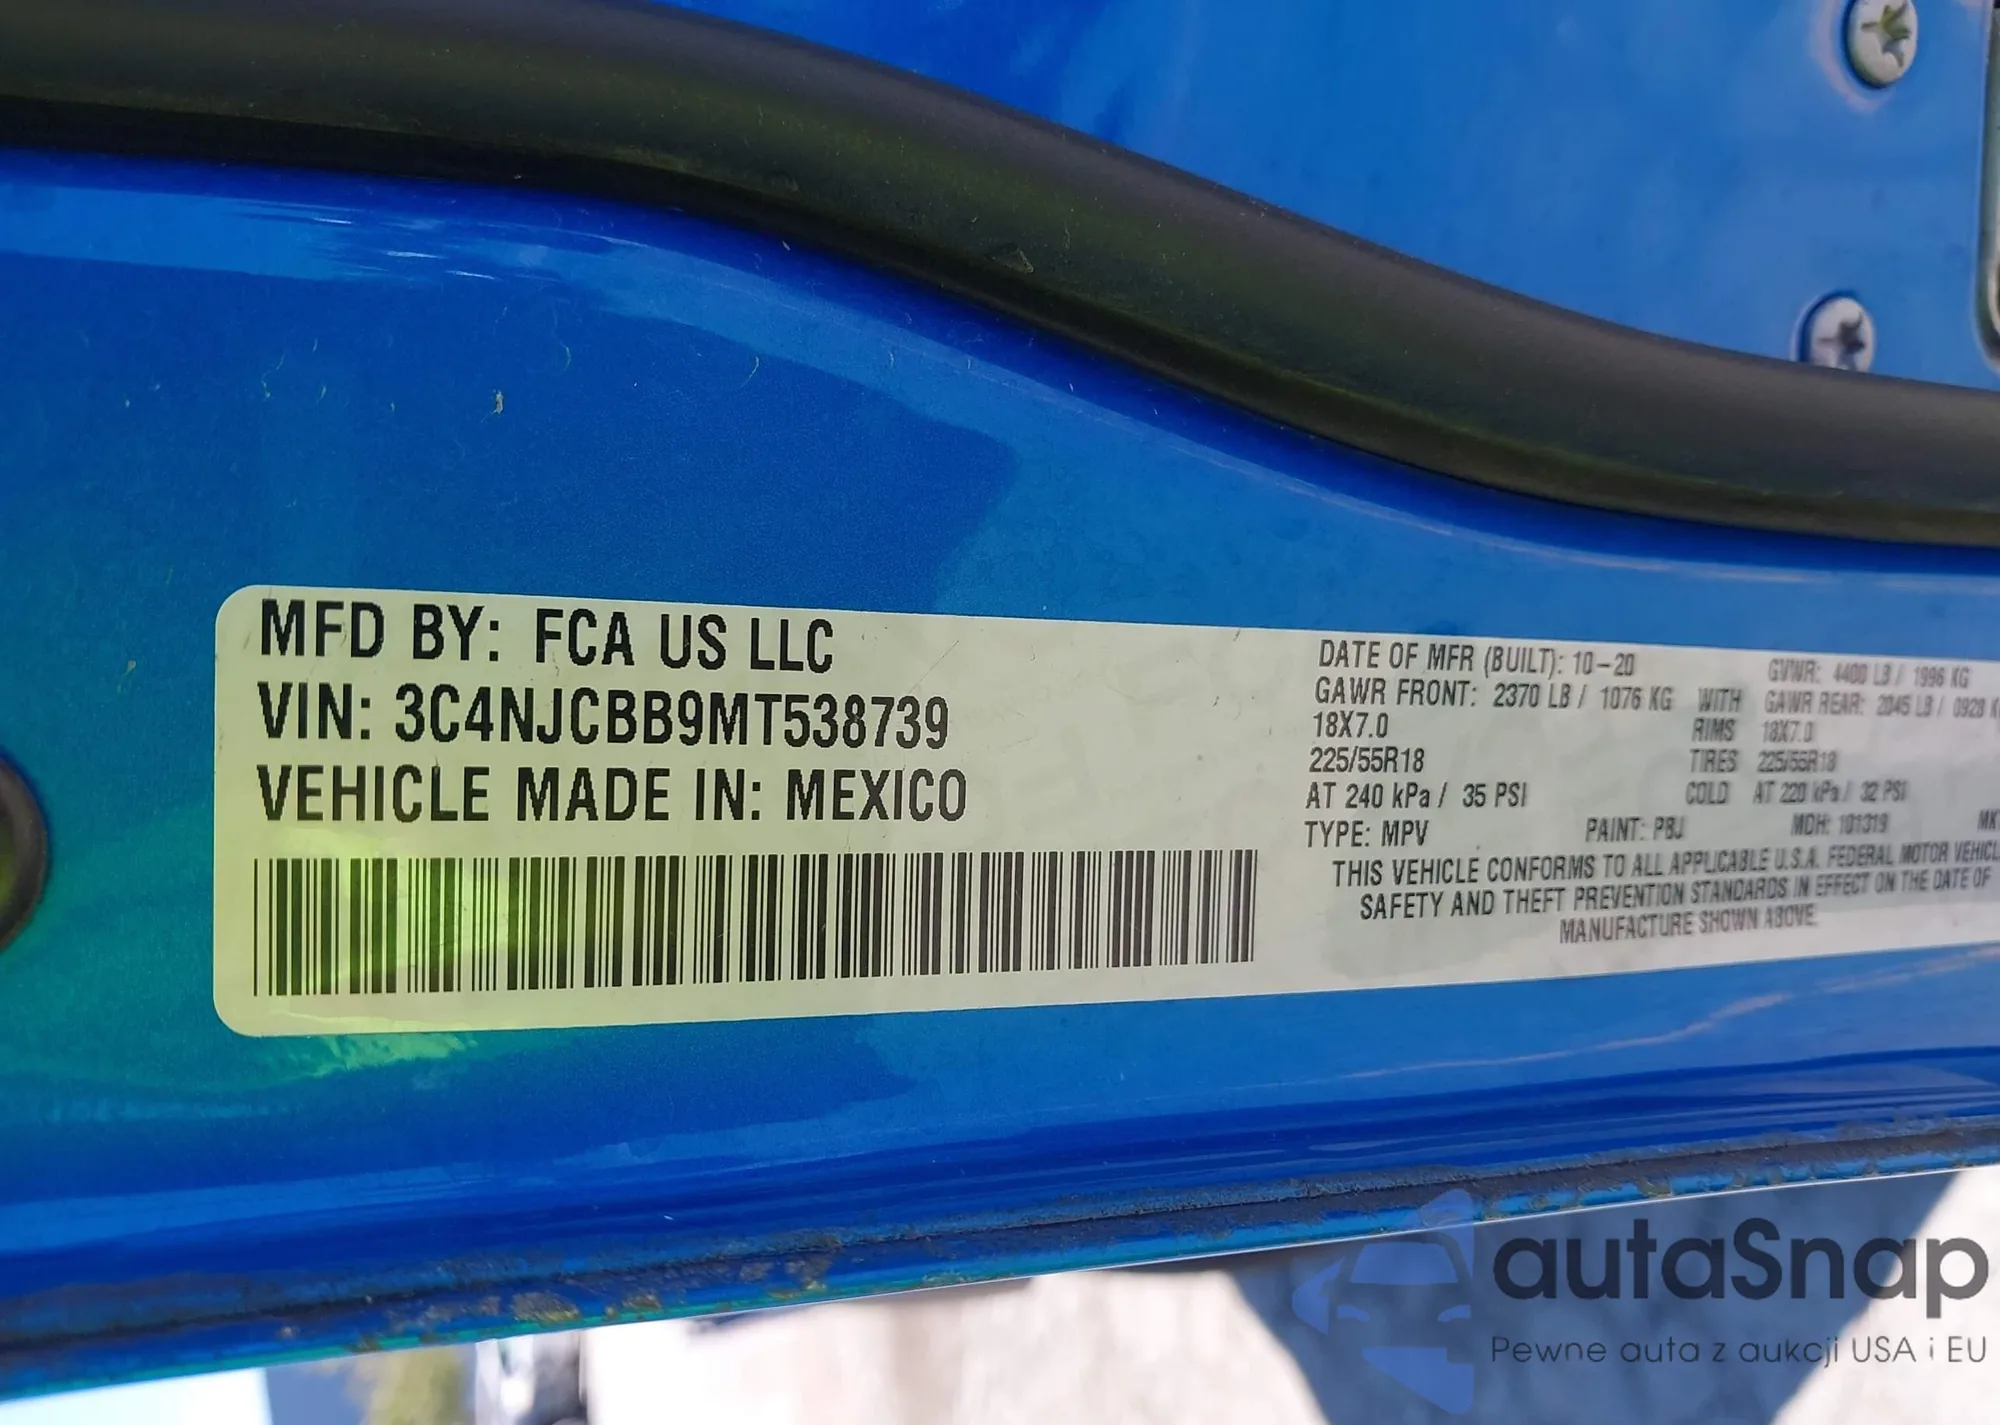 MFD BY: FCA US LLC
VIN: 3C4NJCBB9MT538739
VEHICLE MADE IN: MEXICO
DATE OF MFR (BUILT): 10-20 GVWR: 4400 LB / 1996 KG
GAWR FRONT: 2370 LB / 1076 KG WITH GAWR REAR: 2045 LB / 0928 K
18X7.0 RIMS 18X7.0
225/55R18 TIRES 225/55R18
AT 240 kPa / 35 PSI COLD AT 220 kPa / 32 PSI
TYPE: MPV PAINT: PBJ MDH: 101319 MK
THIS VEHICLE CONFORMS TO ALL APPLICABLE U.S.A. FEDERAL MOTOR VEHICL
SAFETY AND THEFT PREVENTION STANDARDS IN EFFECT ON THE DATE OF
MANUFACTURE SHOWN ABOVE.
autaSnap
Pewne auta z aukcji USA i EU